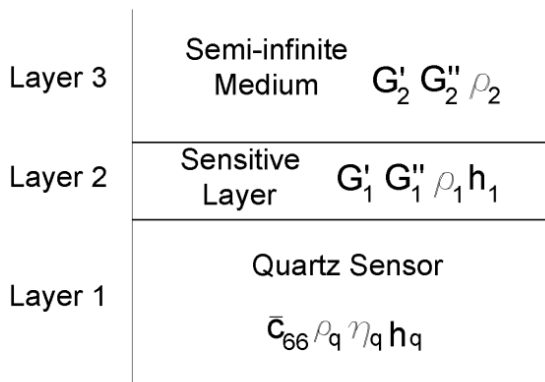 Layer 3
Semi-infinite
Medium
G'₂ G''₂ ρ₂
Layer 2
Sensitive
Layer
G'₁ G''₁ ρ₁ h₁
Layer 1
Quartz Sensor
c̄₆₆ ρq ηq hq